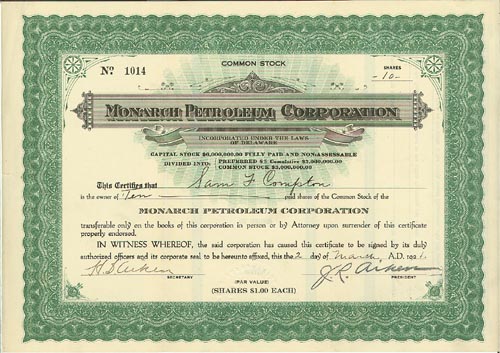 COMMON STOCK
No 1014
SHARES
-10-
MONARCH PETROLEUM CORPORATION
INCORPORATED UNDER THE LAWS
OF DELAWARE
CAPITAL STOCK $6,000,000.00 FULLY PAID AND NON-ASSESSABLE
DIVIDED INTO: PREFERRED 8% Cumulative $1,000,000.00
COMMON STOCK $5,000,000.00
This Certifies that Sam F Compton
is the owner of Ten paid shares of the Common Stock of the
MONARCH PETROLEUM CORPORATION
transferable only on the books of this corporation in person or by Attorney upon surrender of this certificate
properly endorsed.
IN WITNESS WHEREOF, the said corporation has caused this certificate to be signed by its duly
authorized officers and its corporate seal to be hereunto affixed, this the 2 day of March, A.D. 1921.
J.R. Aiken
SECRETARY
PRESIDENT
(PAR VALUE)
(SHARES $1.00 EACH)